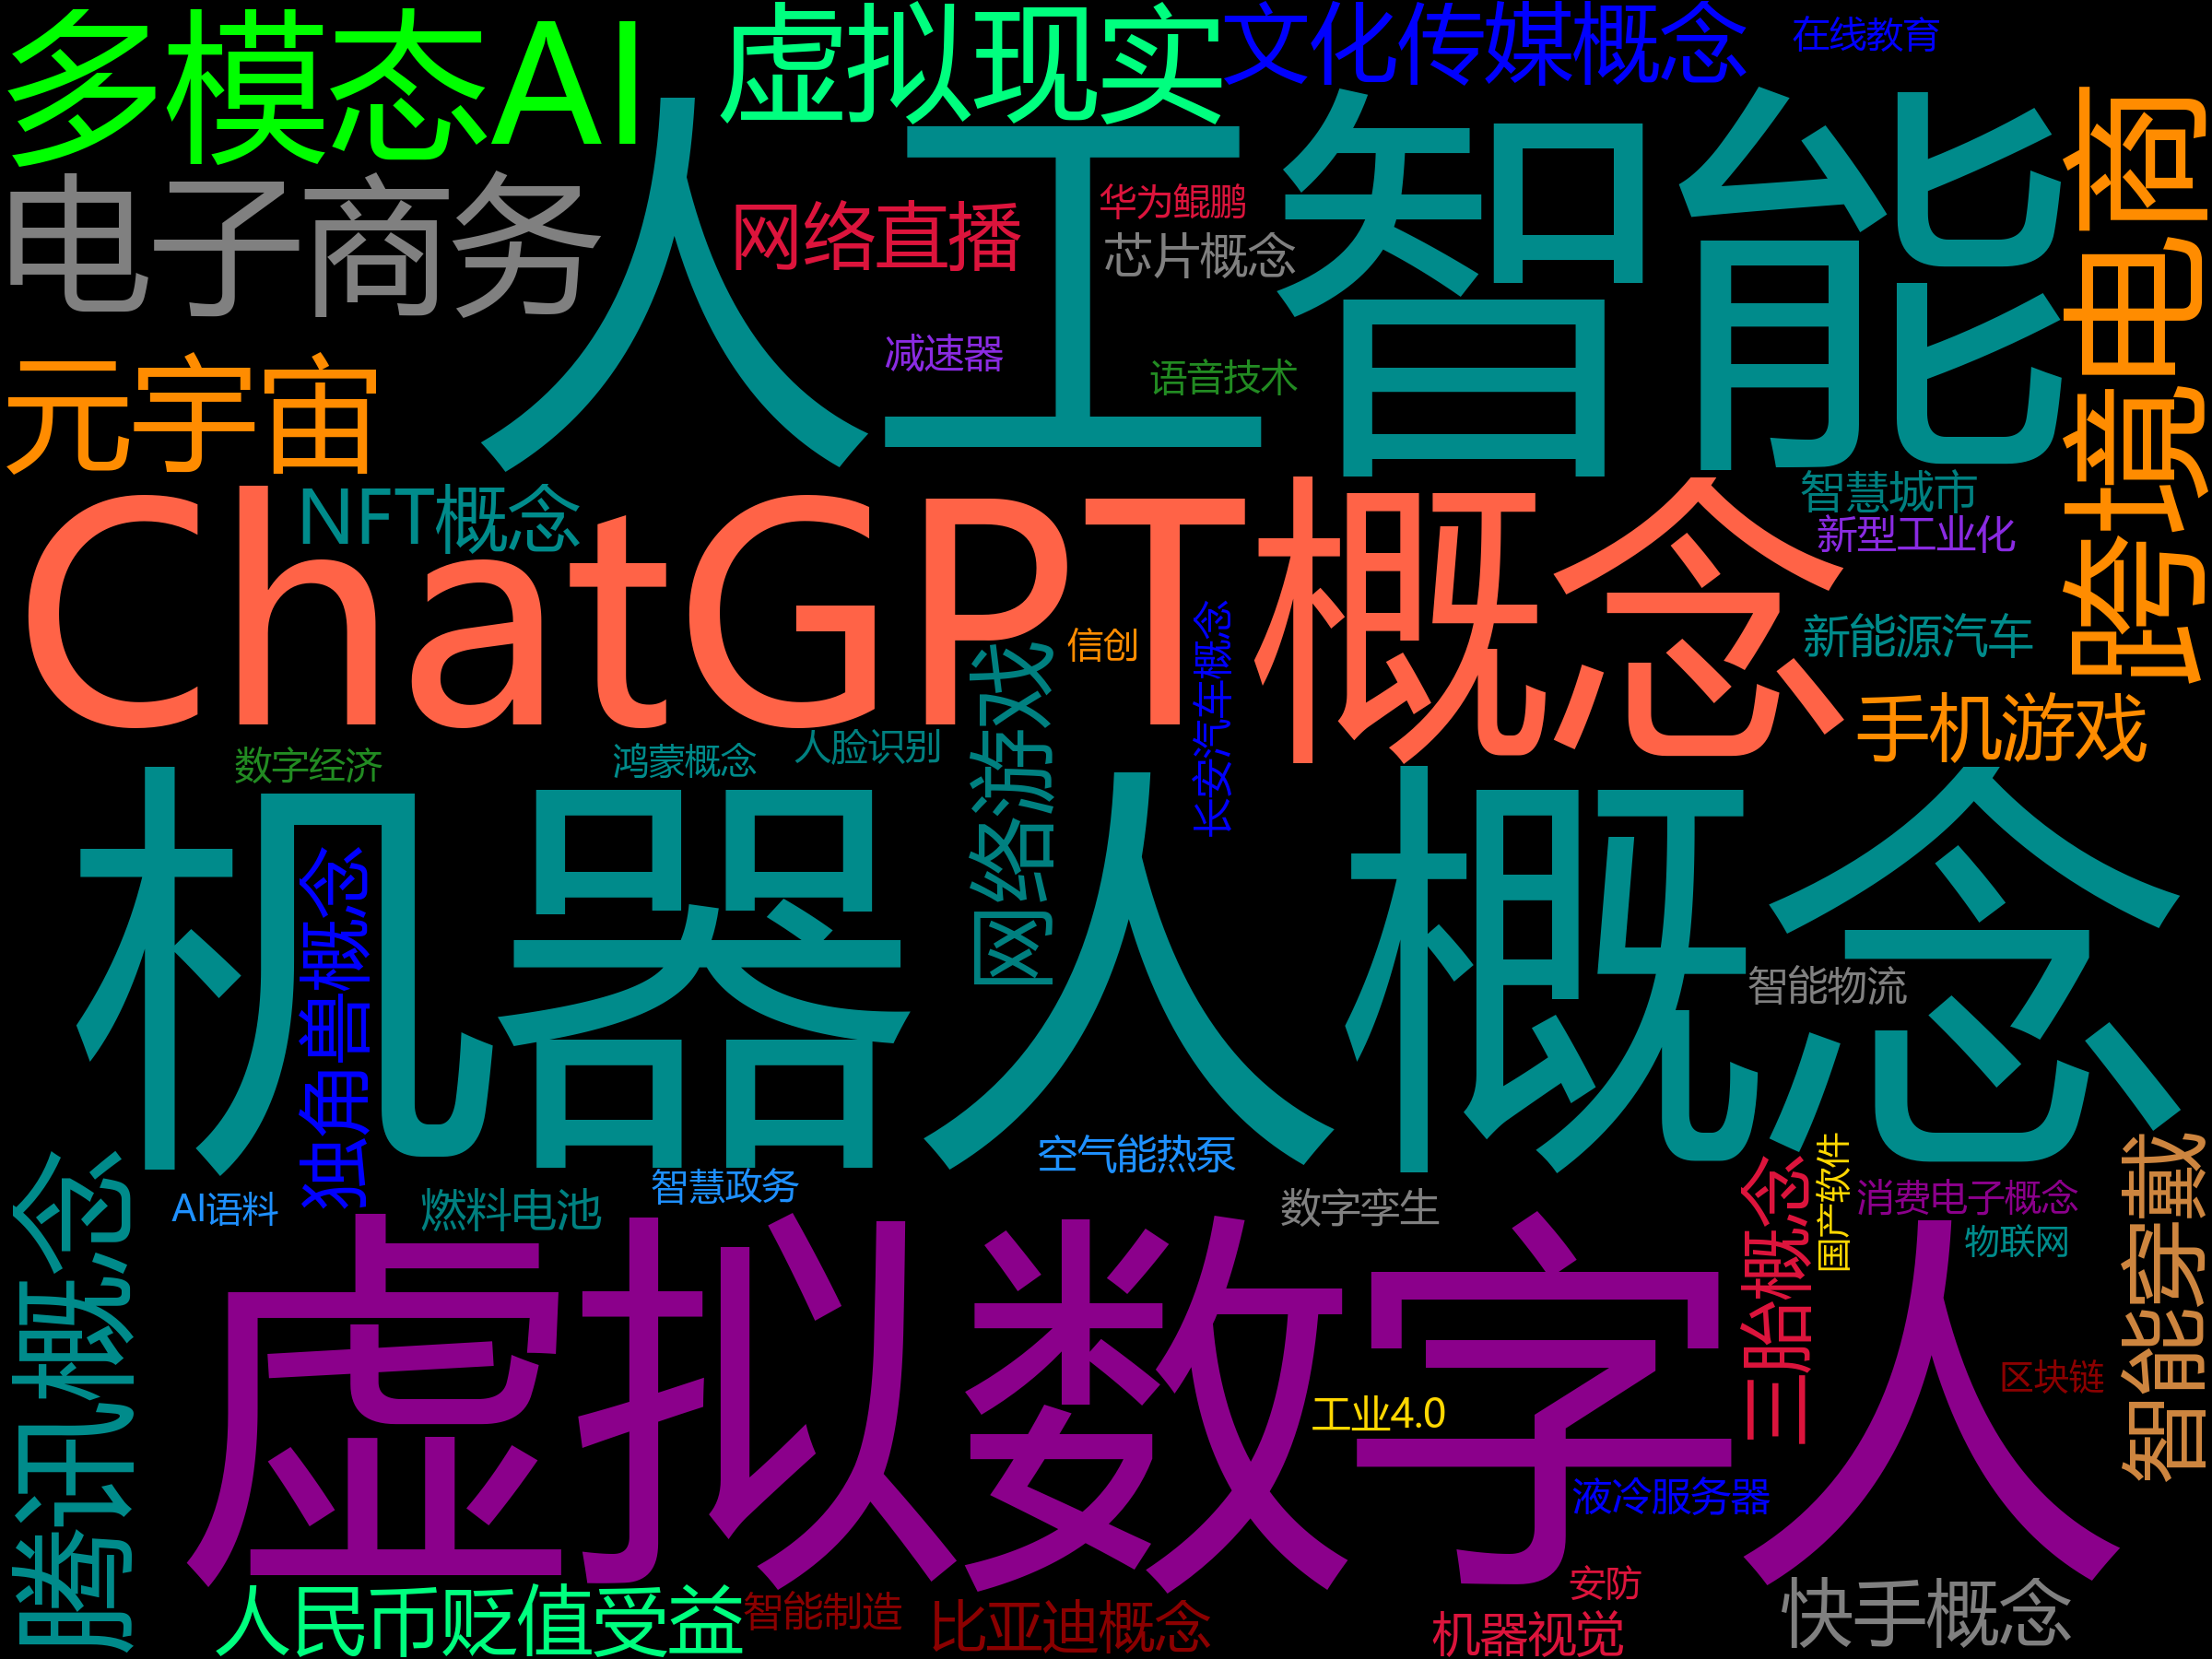 多模态AI
虚拟现实
文化传媒概念
在线教育
人工智能
跨境电商
电子商务
网络直播
华为鲲鹏
芯片概念
减速器
语音技术
元宇宙
NFT概念
智慧城市
新型工业化
ChatGPT概念
信创
长安汽车概念
新能源汽车
手机游戏
网络游戏
数字经济
鸿蒙概念
人脸识别
机器人概念
独角兽概念
智能物流
空气能热泵
腾讯概念
AI语料
燃料电池
智慧政务
数字孪生
三胎概念
国产软件
消费电子概念
物联网
智能穿戴
虚拟数字人
区块链
工业4.0
液冷服务器
安防
人民币贬值受益
智能制造
比亚迪概念
机器视觉
快手概念